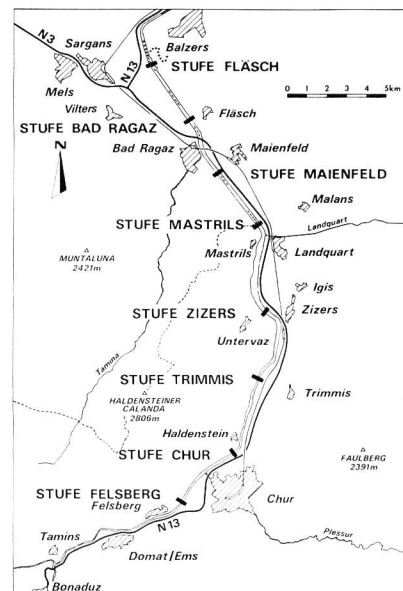 Balzers
N3
Sargans
N13
STUFE FLÄSCH
Mels
0 1 2 3 4 5km
Vilters
Fläsch
STUFE BAD RAGAZ
N
Bad Ragaz
Maienfeld
STUFE MAIENFELD
Malans
STUFE MASTRILS
Landquart
Mastrils
Landquart
MUNTALUNA
2421m
Igis
STUFE ZIZERS
Zizers
Untervaz
Tamina
STUFE TRIMMIS
HALDENSTEINER
CALANDA
2806m
Trimmis
Haldenstein
STUFE CHUR
FAULBERG
2391m
STUFE FELSBERG
Felsberg
Chur
N13
Tamins
Plessur
Domat/Ems
Bonaduz